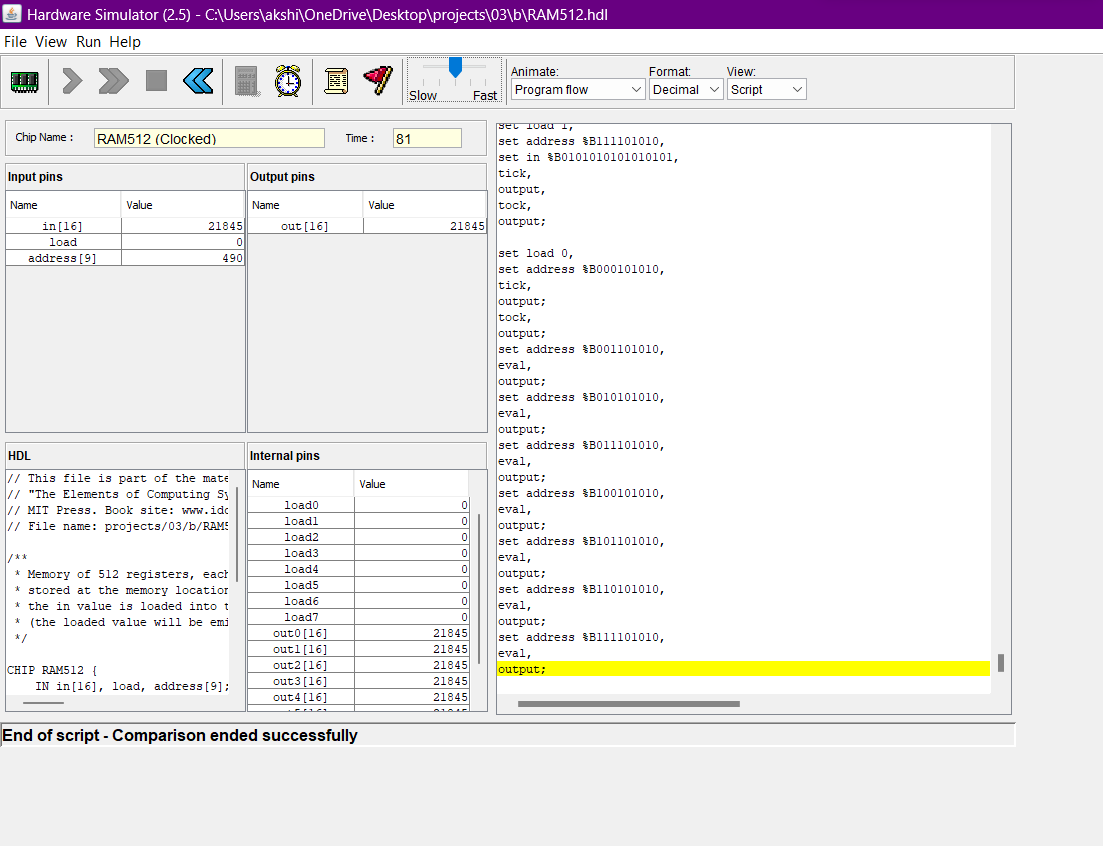 Hardware Simulator (2.5) - C:\Users\akshi\OneDrive\Desktop\projects\03\b\RAM512.hdl
File View Run Help
Slow Fast
Animate: Format: View:
Program flow Decimal Script
Chip Name : RAM512 (Clocked) Time : 81
Input pins
Name Value
in[16] 21845
load 0
address[9] 490
Output pins
Name Value
out[16] 21845
HDL
// This file is part of the mate
// "The Elements of Computing Sy
// MIT Press. Book site: www.idc
// File name: projects/03/b/RAM5
/**
* Memory of 512 registers, each
* stored at the memory location
* the in value is loaded into t
* (the loaded value will be emi
*/
CHIP RAM512 {
IN in[16], load, address[9];
Internal pins
Name Value
load0 0
load1 0
load2 0
load3 0
load4 0
load5 0
load6 0
load7 0
out0[16] 21845
out1[16] 21845
out2[16] 21845
out3[16] 21845
out4[16] 21845
set load 1,
set address %B111101010,
set in %B0101010101010101,
tick,
output,
tock,
output;
set load 0,
set address %B000101010,
tick,
output;
tock,
output;
set address %B001101010,
eval,
output;
set address %B010101010,
eval,
output;
set address %B011101010,
eval,
output;
set address %B100101010,
eval,
output;
set address %B101101010,
eval,
output;
set address %B110101010,
eval,
output;
set address %B111101010,
eval,
output;
End of script - Comparison ended successfully